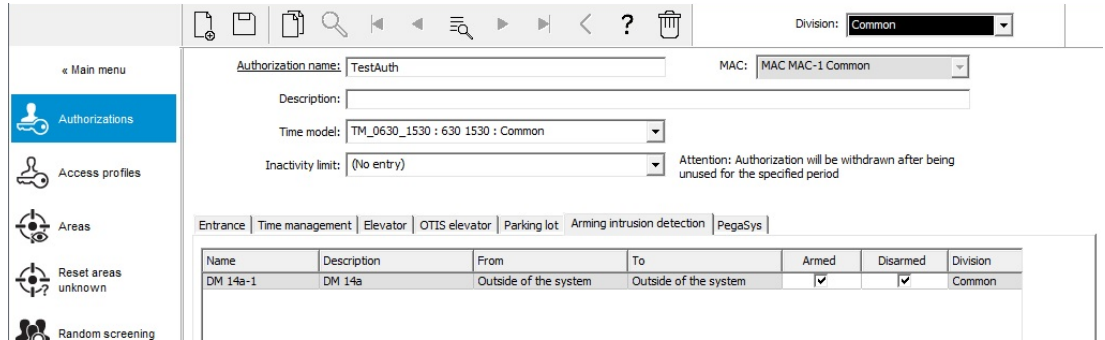 Division: Common
« Main menu
Authorization name: TestAuth
MAC: MAC MAC-1 Common
Description:
Authorizations
Time model: TM_0630_1530 : 630 1530 : Common
Inactivity limit: (No entry)
Attention: Authorization will be withdrawn after being
unused for the specified period
Access profiles
Areas
Entrance Time management Elevator OTIS elevator Parking lot Arming intrusion detection PegaSys
Name Description From To Armed Disarmed Division
DM 14a-1 DM 14a Outside of the system Outside of the system Common
Reset areas
unknown
Random screening